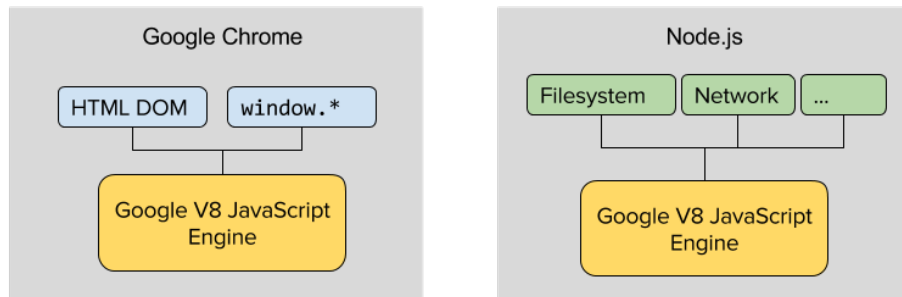 Google Chrome
HTML DOM
window.*
Google V8 JavaScript
Engine
Node.js
Filesystem
Network
...
Google V8 JavaScript
Engine